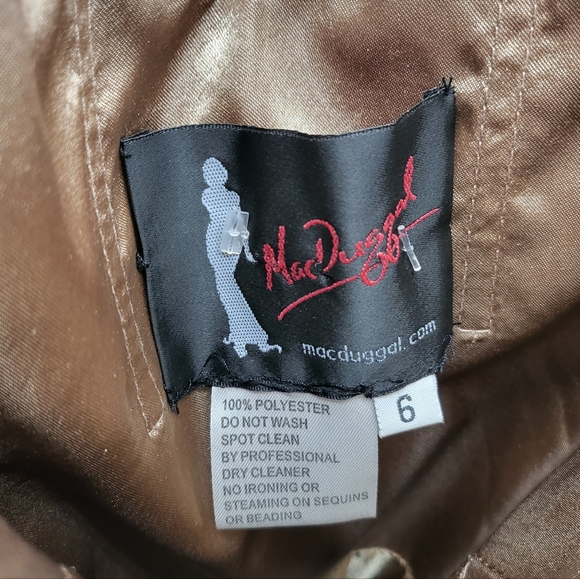 MacDuggal
macduggal.com
6
100% POLYESTER
DO NOT WASH
SPOT CLEAN
BY PROFESSIONAL
DRY CLEANER
NO IRONING OR
STEAMING ON SEQUINS
OR BEADING